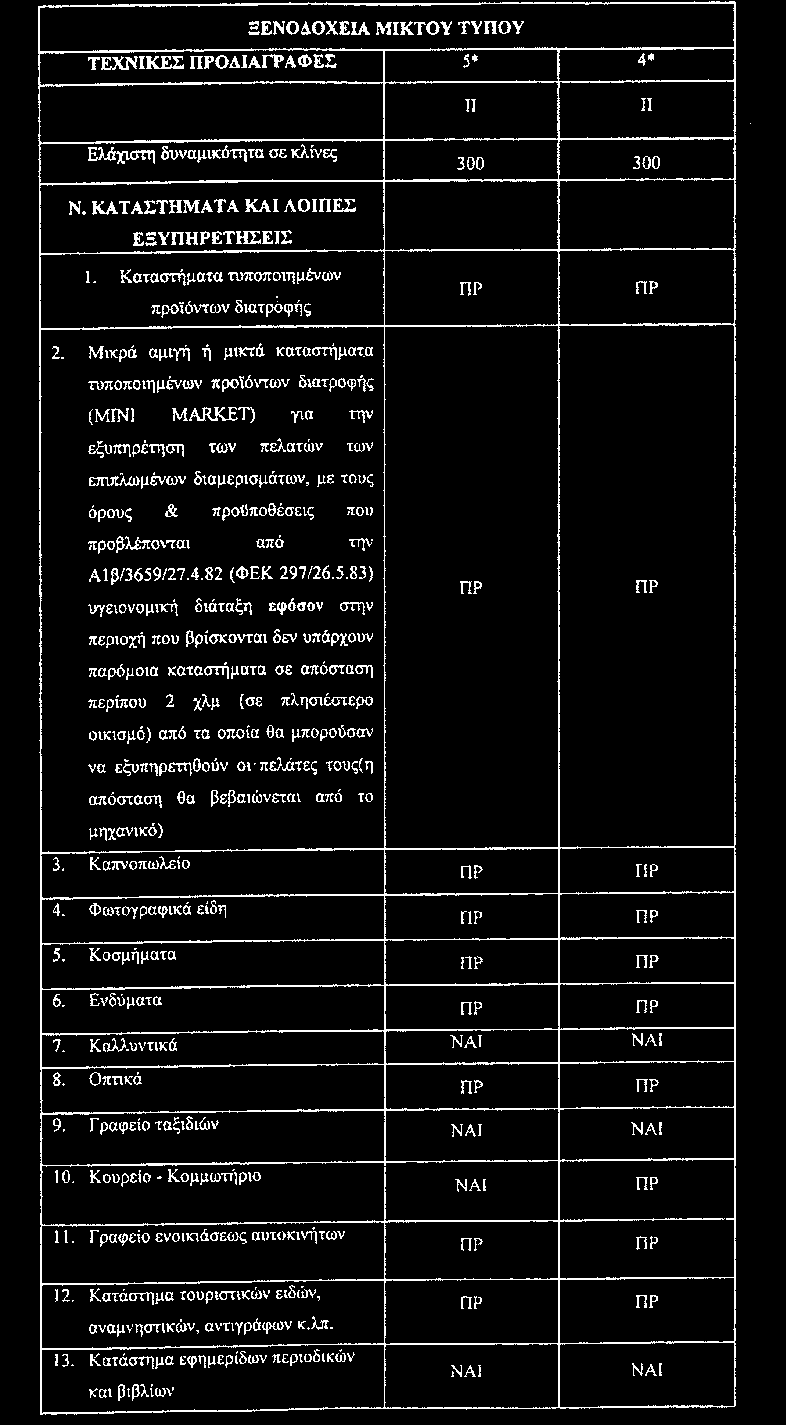 ΞΕΝΟΔΟΧΕΙΑ ΜΙΚΤΟΥ ΤΥΠΟΥ
ΤΕΧΝΙΚΕΣ ΠΡΟΔΙΑΓΡΑΦΕΣ 5* 4*
Π Π
Ελάχιστη δυναμικότητα σε κλίνες 300 300
Ν. ΚΑΤΑΣΤΗΜΑΤΑ ΚΑΙ ΛΟΙΠΕΣ
ΕΞΥΠΗΡΕΤΗΣΕΙΣ
1. Καταστήματα τυποποιημένων
προϊόντων διατροφής ΠΡ ΠΡ
2. Μικρά αμιγή ή μικτά καταστήματα
τυποποιημένων προϊόντων διατροφής
(MINI MARKET) για την
εξυπηρέτηση των πελατών των
επιπλωμένων διαμερισμάτων, με τους
όρους & προϋποθέσεις που
προβλέπονται από την
Α1β/3659/27.4.82 (ΦΕΚ 297/26.5.83)
υγειονομική διάταξη εφόσον στην
περιοχή που βρίσκονται δεν υπάρχουν
παρόμοια καταστήματα σε απόσταση
περίπου 2 χλμ (σε πλησιέστερο
οικισμό) από τα οποία θα μπορούσαν
να εξυπηρετηθούν οι πελάτες τους(η
απόσταση θα βεβαιώνεται από το
μηχανικό)
ΠΡ ΠΡ
3. Καπνοπωλείο ΠΡ ΠΡ
4. Φωτογραφικά είδη ΠΡ ΠΡ
5. Κοσμήματα ΠΡ ΠΡ
6. Ενδύματα ΠΡ ΠΡ
7. Καλλυντικά ΝΑΙ ΝΑΙ
8. Οπτικά ΠΡ ΠΡ
9. Γραφείο ταξιδιών ΝΑΙ ΝΑΙ
10. Κουρείο - Κομμωτήριο ΝΑΙ ΠΡ
11. Γραφείο ενοικιάσεως αυτοκινήτων ΠΡ ΠΡ
12. Κατάστημα τουριστικών ειδών, ΠΡ ΠΡ
αναμνηστικών, αντιγράφων κ.λπ.
13. Κατάστημα εφημερίδων περιοδικών
και βιβλίων ΝΑΙ ΝΑΙ